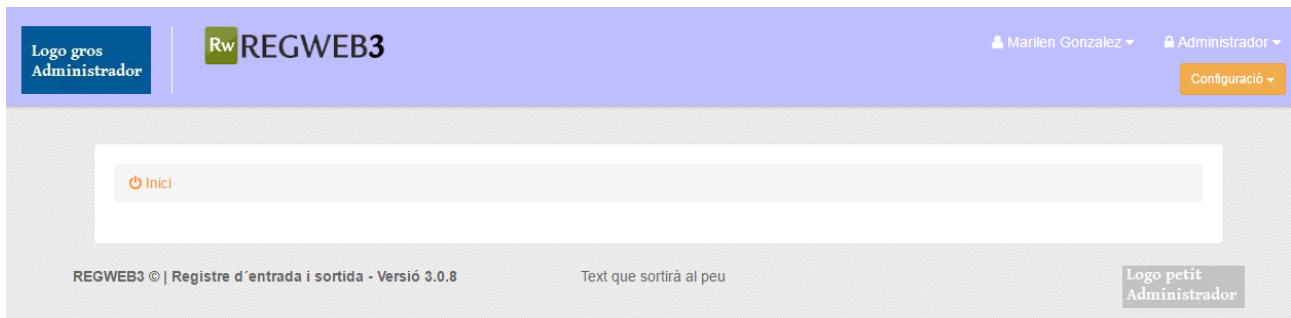 Logo gros
Administrador
Rw REGWEB3
Marilen Gonzalez
Administrador
Configuració
Inici
REGWEB3 © | Registre d´entrada i sortida - Versió 3.0.8
Text que sortirà al peu
Logo petit
Administrador